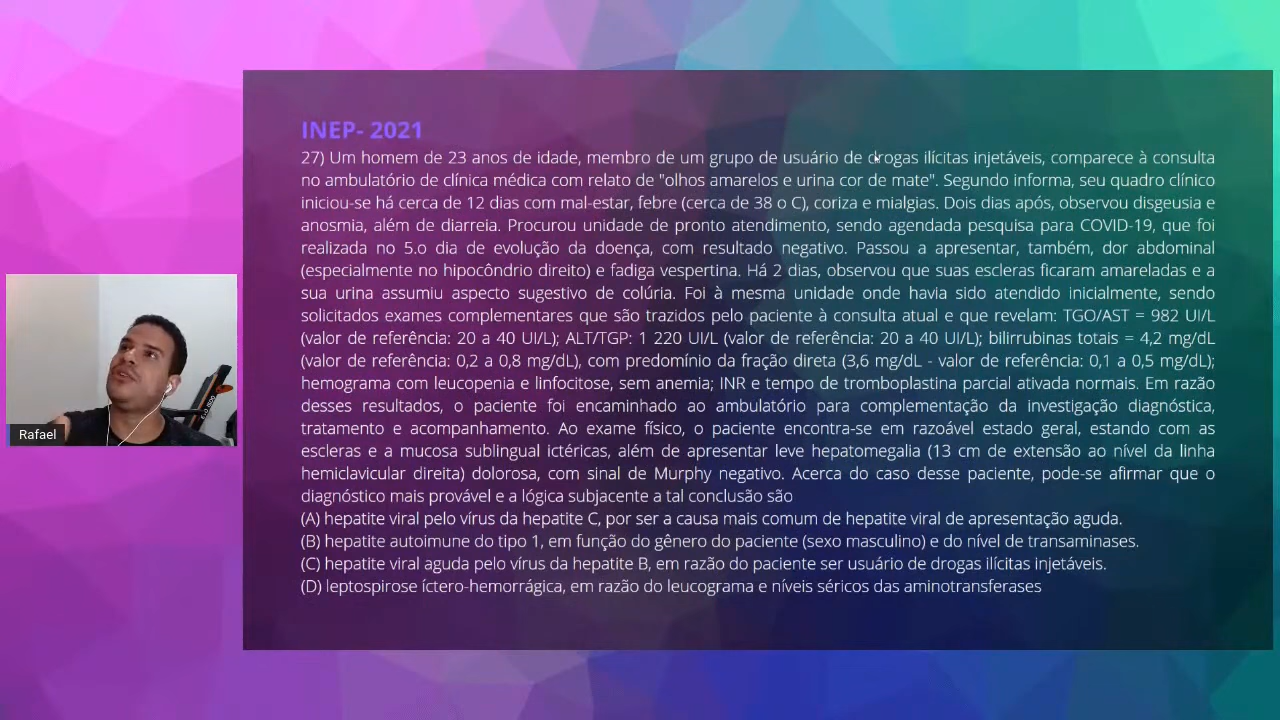 INEP- 2021
27) Um homem de 23 anos de idade, membro de um grupo de usuário de drogas ilícitas injetáveis, comparece à consulta
no ambulatório de clínica médica com relato de "olhos amarelos e urina cor de mate". Segundo informa, seu quadro clínico
iniciou-se há cerca de 12 dias com mal-estar, febre (cerca de 38 o C), coriza e mialgias. Dois dias após, observou disgeusia e
anosmia, além de diarreia. Procurou unidade de pronto atendimento, sendo agendada pesquisa para COVID-19, que foi
realizada no 5.o dia de evolução da doença, com resultado negativo. Passou a apresentar, também, dor abdominal
(especialmente no hipocôndrio direito) e fadiga vespertina. Há 2 dias, observou que suas escleras ficaram amareladas e a
sua urina assumiu aspecto sugestivo de colúria. Foi à mesma unidade onde havia sido atendido inicialmente, sendo
solicitados exames complementares que são trazidos pelo paciente à consulta atual e que revelam: TGO/AST = 982 UI/L
(valor de referência: 20 a 40 UI/L); ALT/TGP: 1 220 UI/L (valor de referência: 20 a 40 UI/L); bilirrubinas totais = 4,2 mg/dL
(valor de referência: 0,2 a 0,8 mg/dL), com predomínio da fração direta (3,6 mg/dL - valor de referência: 0,1 a 0,5 mg/dL);
hemograma com leucopenia e linfocitose, sem anemia; INR e tempo de tromboplastina parcial ativada normais. Em razão
desses resultados, o paciente foi encaminhado ao ambulatório para complementação da investigação diagnóstica,
tratamento e acompanhamento. Ao exame físico, o paciente encontra-se em razoável estado geral, estando com as
escleras e a mucosa sublingual ictéricas, além de apresentar leve hepatomegalia (13 cm de extensão ao nível da linha
hemiclavicular direita) dolorosa, com sinal de Murphy negativo. Acerca do caso desse paciente, pode-se afirmar que o
diagnóstico mais provável e a lógica subjacente a tal conclusão são
(A) hepatite viral pelo vírus da hepatite C, por ser a causa mais comum de hepatite viral de apresentação aguda.
(B) hepatite autoimune do tipo 1, em função do gênero do paciente (sexo masculino) e do nível de transaminases.
(C) hepatite viral aguda pelo vírus da hepatite B, em razão do paciente ser usuário de drogas ilícitas injetáveis.
(D) leptospirose íctero-hemorrágica, em razão do leucograma e níveis séricos das aminotransferases
Rafael